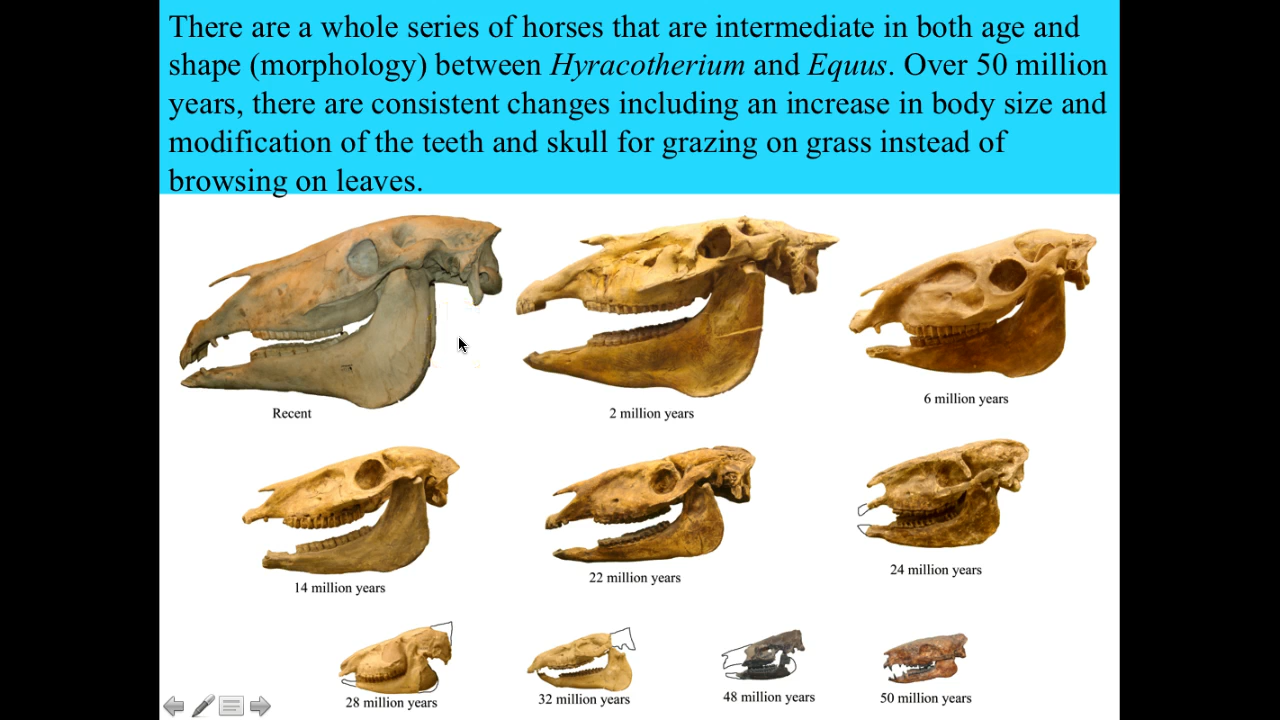 There are a whole series of horses that are intermediate in both age and
shape (morphology) between Hyracotherium and Equus. Over 50 million
years, there are consistent changes including an increase in body size and
modification of the teeth and skull for grazing on grass instead of
browsing on leaves.
Recent
2 million years
6 million years
14 million years
22 million years
24 million years
28 million years
32 million years
48 million years
50 million years